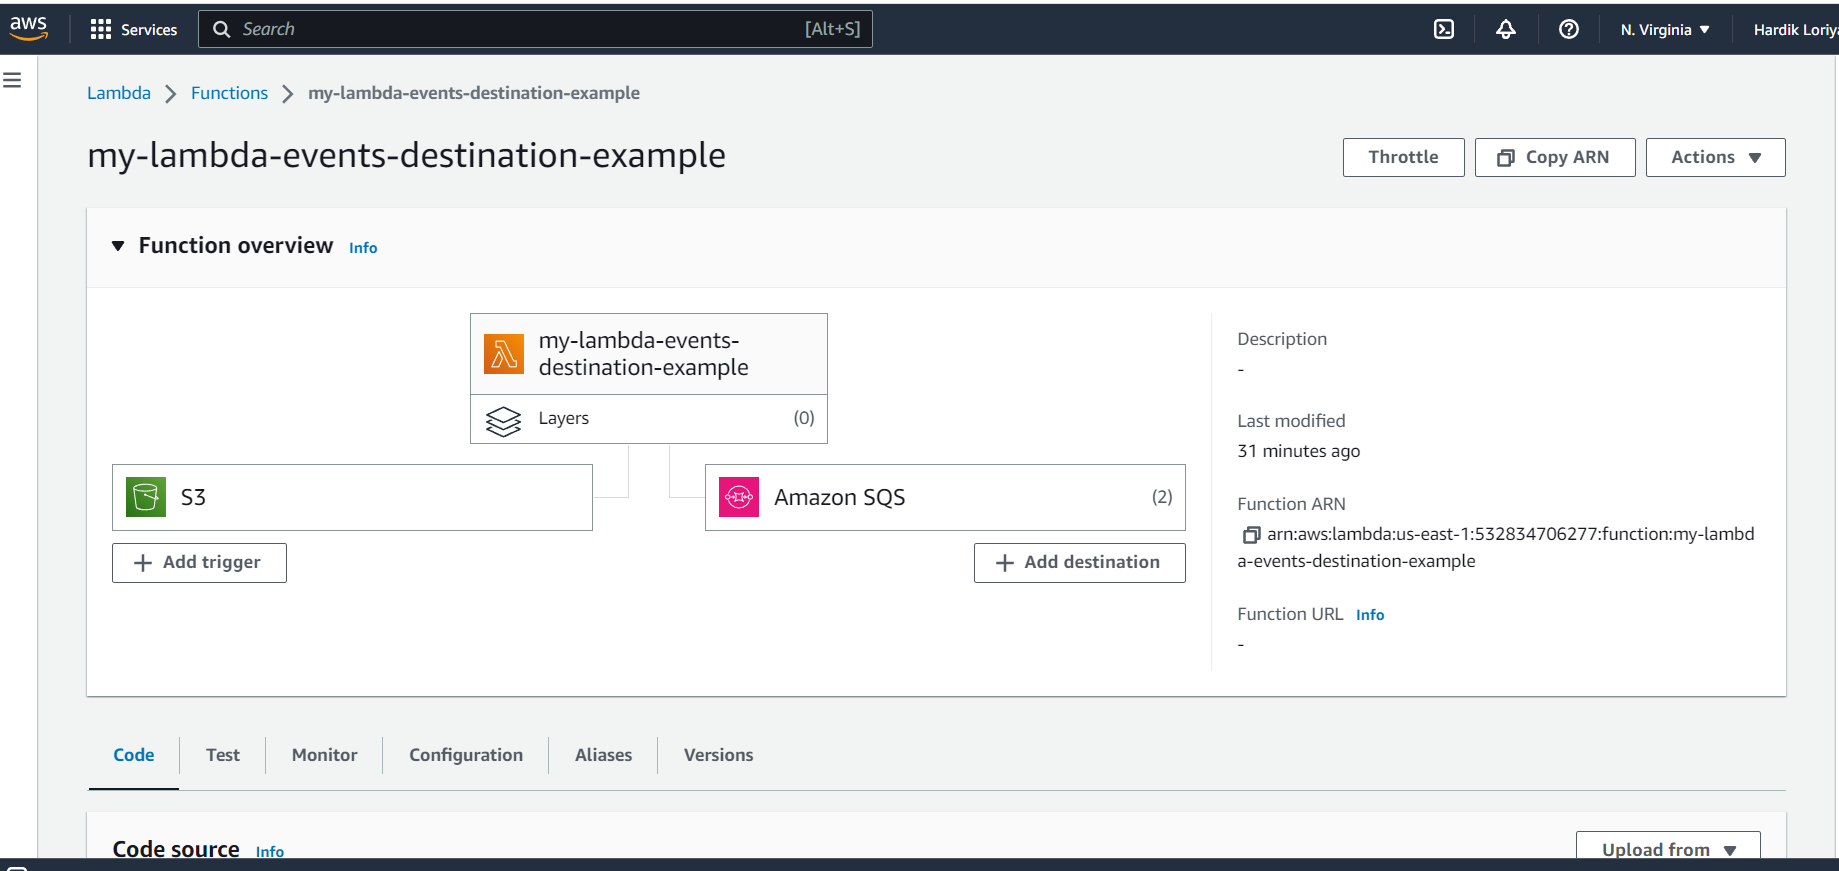 aws
Services
Search [Alt+S]
N. Virginia
Hardik Loriya
Lambda Functions my-lambda-events-destination-example
my-lambda-events-destination-example
Throttle
Copy ARN
Actions
Function overview Info
my-lambda-events-
destination-example
Layers (0)
S3
Amazon SQS (2)
Add trigger
Add destination
Description
-
Last modified
31 minutes ago
Function ARN
arn:aws:lambda:us-east-1:532834706277:function:my-lambd
a-events-destination-example
Function URL Info
-
Code Test Monitor Configuration Aliases Versions
Code source Info
Upload from